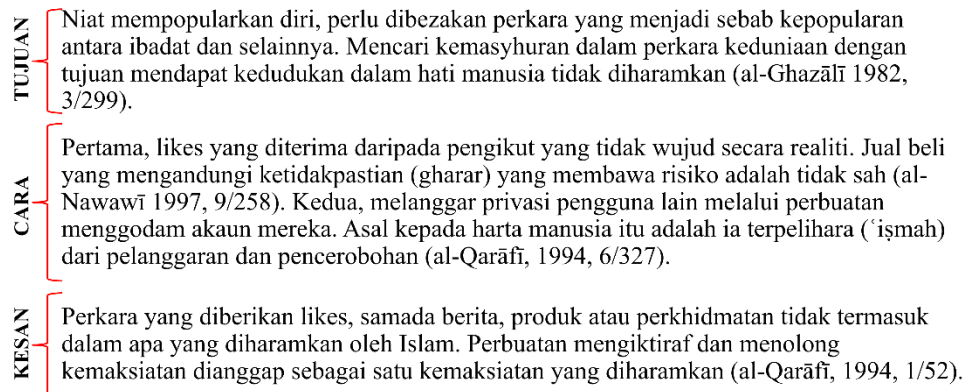 TUJUAN
Niat mempopularkan diri, perlu dibezakan perkara yang menjadi sebab kepopularan
antara ibadat dan selainnya. Mencari kemasyhuran dalam perkara keduniaan dengan
tujuan mendapat kedudukan dalam hati manusia tidak diharamkan (al-Ghazālī 1982,
3/299).
CARA
Pertama, likes yang diterima daripada pengikut yang tidak wujud secara realiti. Jual beli
yang mengandungi ketidakpastian (gharar) yang membawa risiko adalah tidak sah (al-
Nawawī 1997, 9/258). Kedua, melanggar privasi pengguna lain melalui perbuatan
menggodam akaun mereka. Asal kepada harta manusia itu adalah ia terpelihara (ʿiṣmah)
dari pelanggaran dan pencerobohan (al-Qarāfī, 1994, 6/327).
KESAN
Perkara yang diberikan likes, samada berita, produk atau perkhidmatan tidak termasuk
dalam apa yang diharamkan oleh Islam. Perbuatan mengiktiraf dan menolong
kemaksiatan dianggap sebagai satu kemaksiatan yang diharamkan (al-Qarāfī, 1994, 1/52).